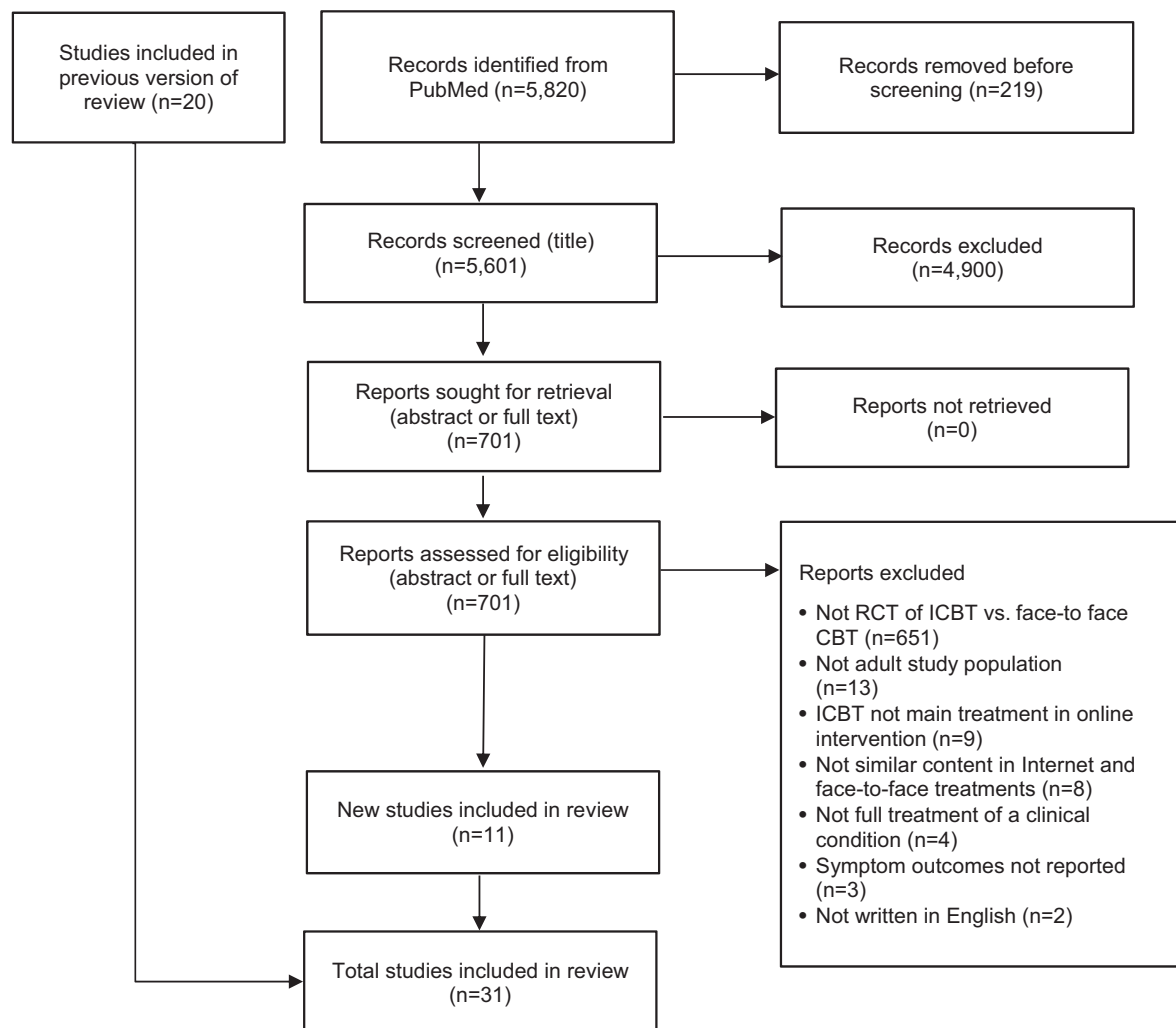 Studies included in
previous version of
review (n=20)
Records identified from
PubMed (n=5,820)
Records removed before
screening (n=219)
Records screened (title)
(n=5,601)
Records excluded
(n=4,900)
Reports sought for retrieval
(abstract or full text)
(n=701)
Reports not retrieved
(n=0)
Reports assessed for eligibility
(abstract or full text)
(n=701)
Reports excluded
• Not RCT of ICBT vs. face-to face
CBT (n=651)
• Not adult study population
(n=13)
• ICBT not main treatment in online
intervention (n=9)
• Not similar content in Internet and
face-to-face treatments (n=8)
• Not full treatment of a clinical
condition (n=4)
• Symptom outcomes not reported
(n=3)
• Not written in English (n=2)
New studies included in review
(n=11)
Total studies included in review
(n=31)